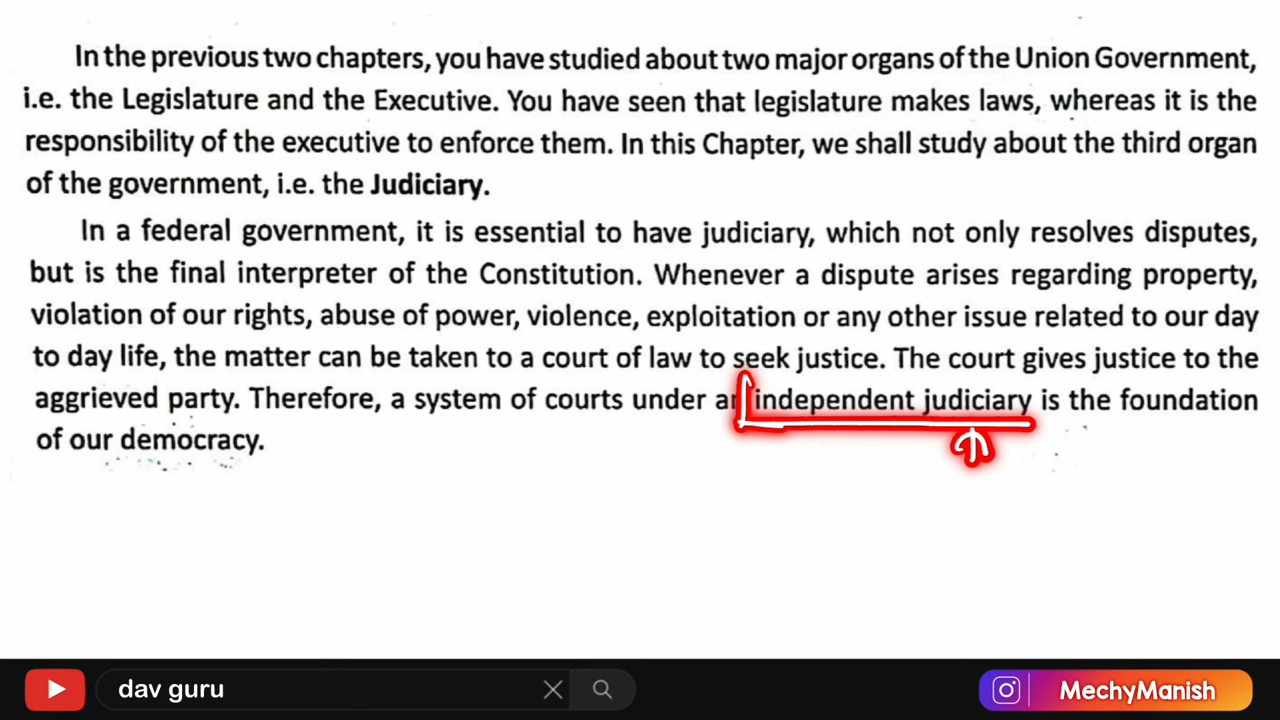 In the previous two chapters, you have studied about two major organs of the Union Government,
i.e. the Legislature and the Executive. You have seen that legislature makes laws, whereas it is the
responsibility of the executive to enforce them. In this Chapter, we shall study about the third organ
of the government, i.e. the Judiciary.
In a federal government, it is essential to have judiciary, which not only resolves disputes,
but is the final interpreter of the Constitution. Whenever a dispute arises regarding property,
violation of our rights, abuse of power, violence, exploitation or any other issue related to our day
to day life, the matter can be taken to a court of law to seek justice. The court gives justice to the
aggrieved party. Therefore, a system of courts under an independent judiciary is the foundation
of our democracy.
dav guru
MechyManish